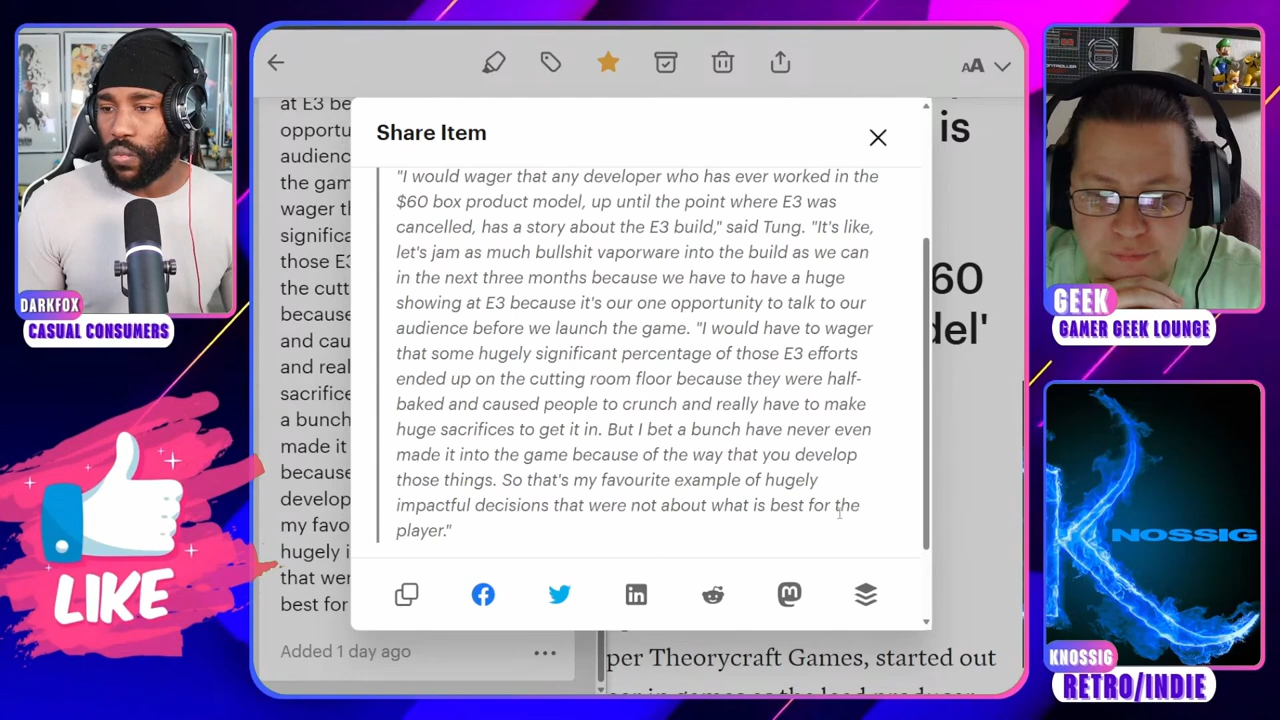 DARKFOX
CASUAL CONSUMERS
LIKE
at E3 be
opportu
audienc
the gam
wager th
significa
those E3
the cutt
because
and cau
and real
sacrifice
a bunch
made it
because
develop
my favo
hugely i
that wer
best for
Added 1 day ago
AA
Share Item
"I would wager that any developer who has ever worked in the
$60 box product model, up until the point where E3 was
cancelled, has a story about the E3 build," said Tung. "It's like,
let's jam as much bullshit vaporware into the build as we can
in the next three months because we have to have a huge
showing at E3 because it's our one opportunity to talk to our
audience before we launch the game. "I would have to wager
that some hugely significant percentage of those E3 efforts
ended up on the cutting room floor because they were half-
baked and caused people to crunch and really have to make
huge sacrifices to get it in. But I bet a bunch have never even
made it into the game because of the way that you develop
those things. So that's my favourite example of hugely
impactful decisions that were not about what is best for the
player."
is
60
del'
per Theorycraft Games, started out
GEEK
GAMER GEEK LOUNGE
KNOSSIG
KNOSSIG
RETRO/INDIE